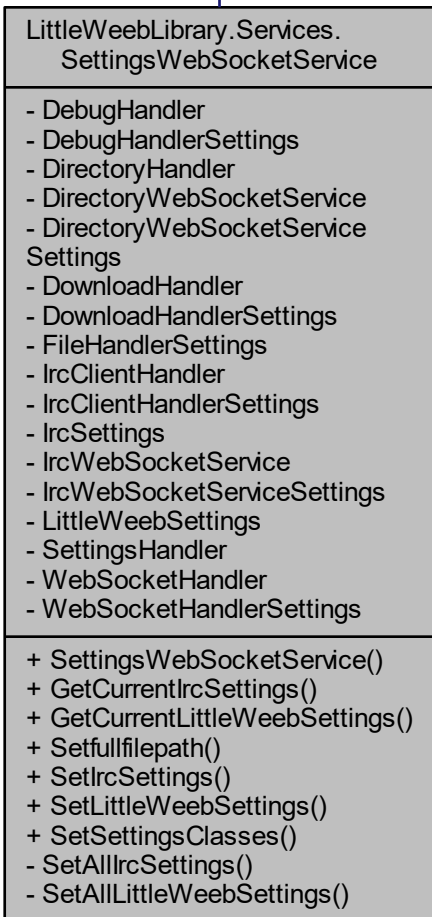 LittleWeebLibrary.Services.
SettingsWebSocketService
- DebugHandler
- DebugHandlerSettings
- DirectoryHandler
- DirectoryWebSocketService
- DirectoryWebSocketService
Settings
- DownloadHandler
- DownloadHandlerSettings
- FileHandlerSettings
- IrcClientHandler
- IrcClientHandlerSettings
- IrcSettings
- IrcWebSocketService
- IrcWebSocketServiceSettings
- LittleWeebSettings
- SettingsHandler
- WebSocketHandler
- WebSocketHandlerSettings
+ SettingsWebSocketService()
+ GetCurrentIrcSettings()
+ GetCurrentLittleWeebSettings()
+ Setfullfilepath()
+ SetIrcSettings()
+ SetLittleWeebSettings()
+ SetSettingsClasses()
- SetAllIrcSettings()
- SetAllLittleWeebSettings()